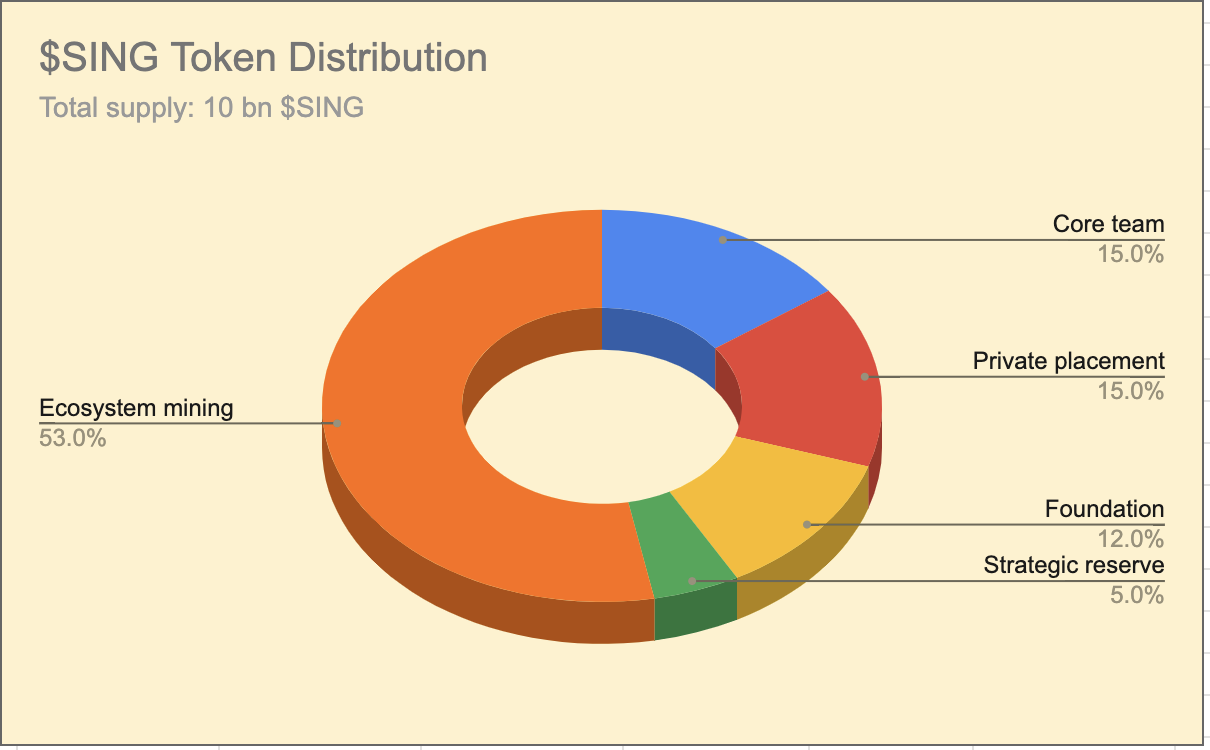 $SING Token Distribution
Total supply: 10 bn $SING
Core team
15.0%
Private placement
15.0%
Ecosystem mining
53.0%
Foundation
12.0%
Strategic reserve
5.0%